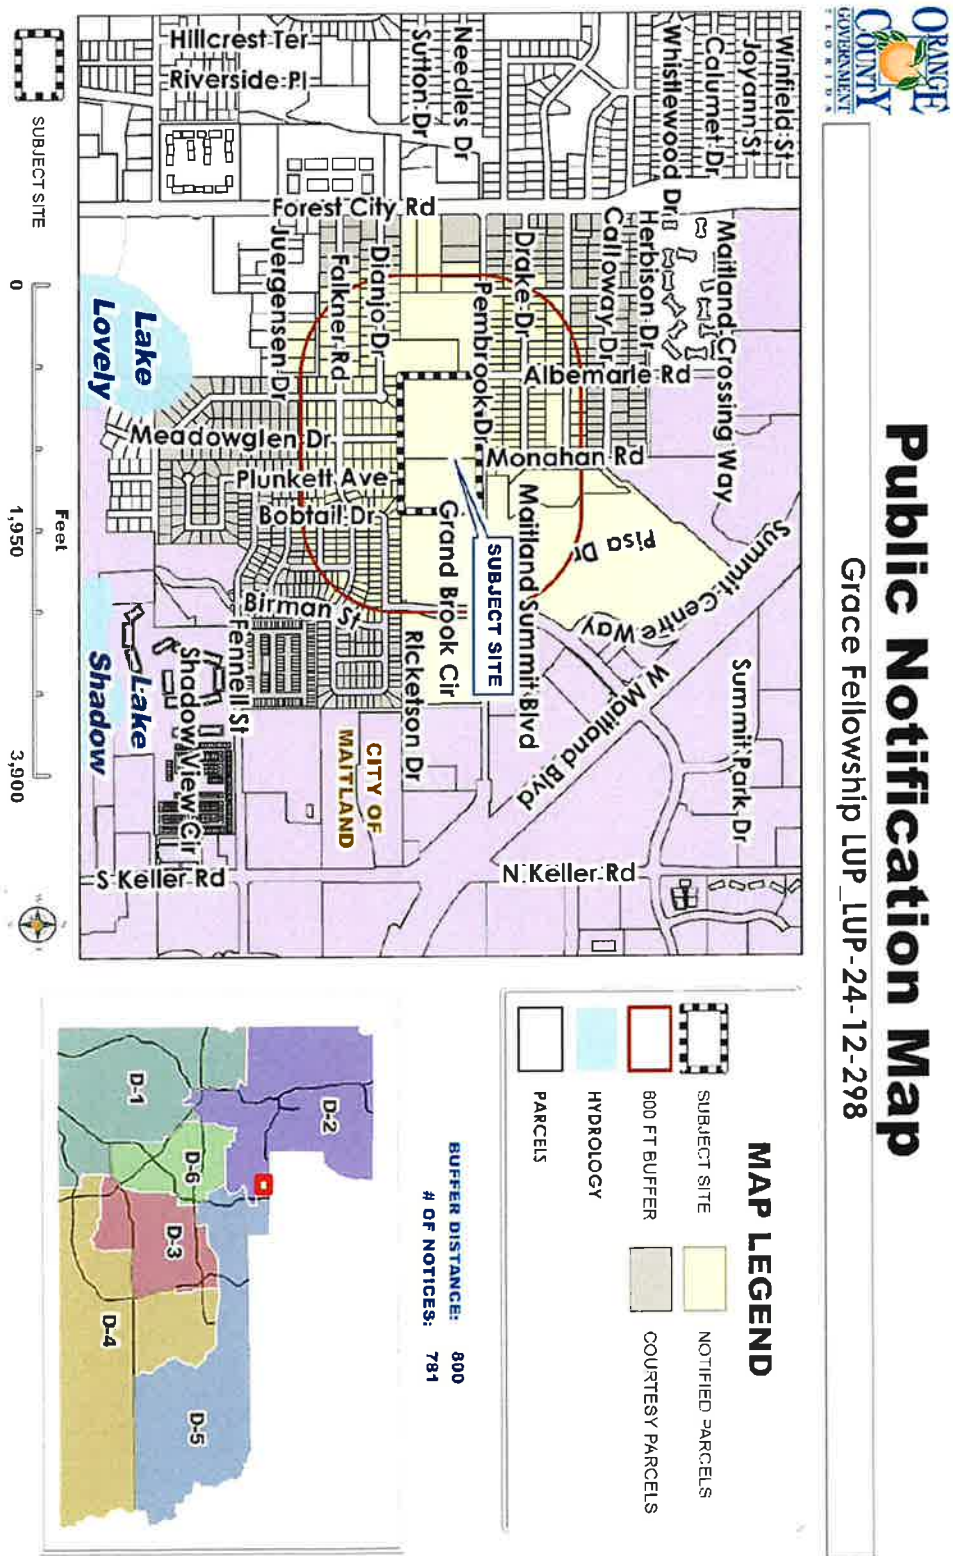 ORANGE
COUNTY
GOVERNMENT
FLORIDA
Public Notification Map
Grace Fellowship LUP_LUP-24-12-298
Winfield St
Joyann St
Calumet Dr
Whistlewood Dr
Needles Dr
Sutton Dr
Hillcrest Ter
Riverside Pl
Forest City Rd
Maitland Crossing Way
Herbison Dr
Calloway Dr
Drake Dr
Pembrook Dr
Dianjo Dr
Falkner Rd
Juergensen Dr
Albemarle Rd
Monahan Rd
Meadowglen Dr
Plunkett Ave
Bobtail Dr
Lake
Lovely
Summit Centre Way
Pisa Dr
Maitland Summit Blvd
SUBJECT SITE
Grand Brook Cir
Ricketson Dr
Birman St
Fennell St
Summit Park Dr
W Maitland Blvd
CITY OF
MAITLAND
Shadow View Cir
Lake
Shadow
N Keller Rd
S Keller Rd
SUBJECT SITE
0
1,950
3,900
Feet
MAP LEGEND
SUBJECT SITE
800 FT BUFFER
HYDROLOGY
PARCELS
NOTIFIED PARCELS
COURTESY PARCELS
BUFFER DISTANCE: 800
# OF NOTICES: 781
D-2
D-1
D-6
D-3
D-4
D-5